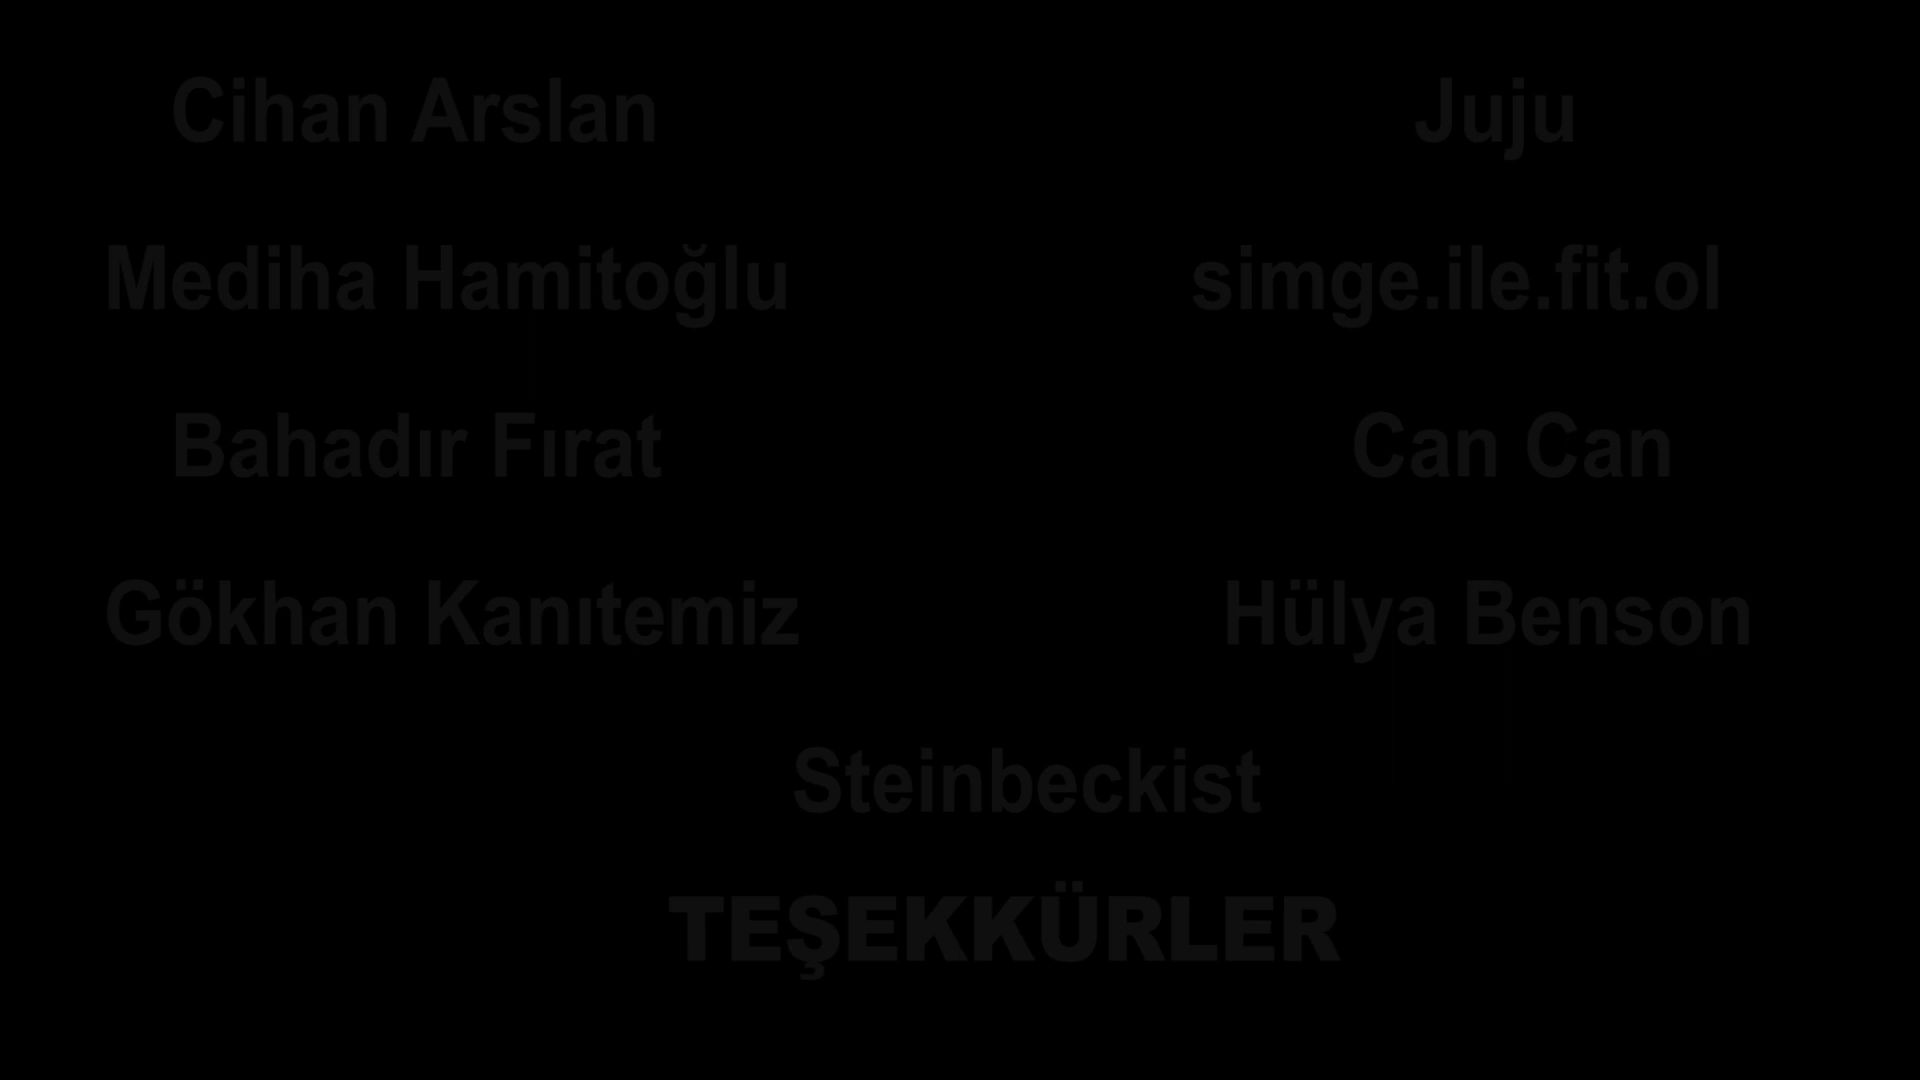 Cihan Arslan Juju
Mediha Hamitoğlu simge.ile.fit.ol
Bahadır Fırat Can Can
Gökhan Kanıtemiz Hülya Benson
Steinbeckist
TEŞEKKÜRLER